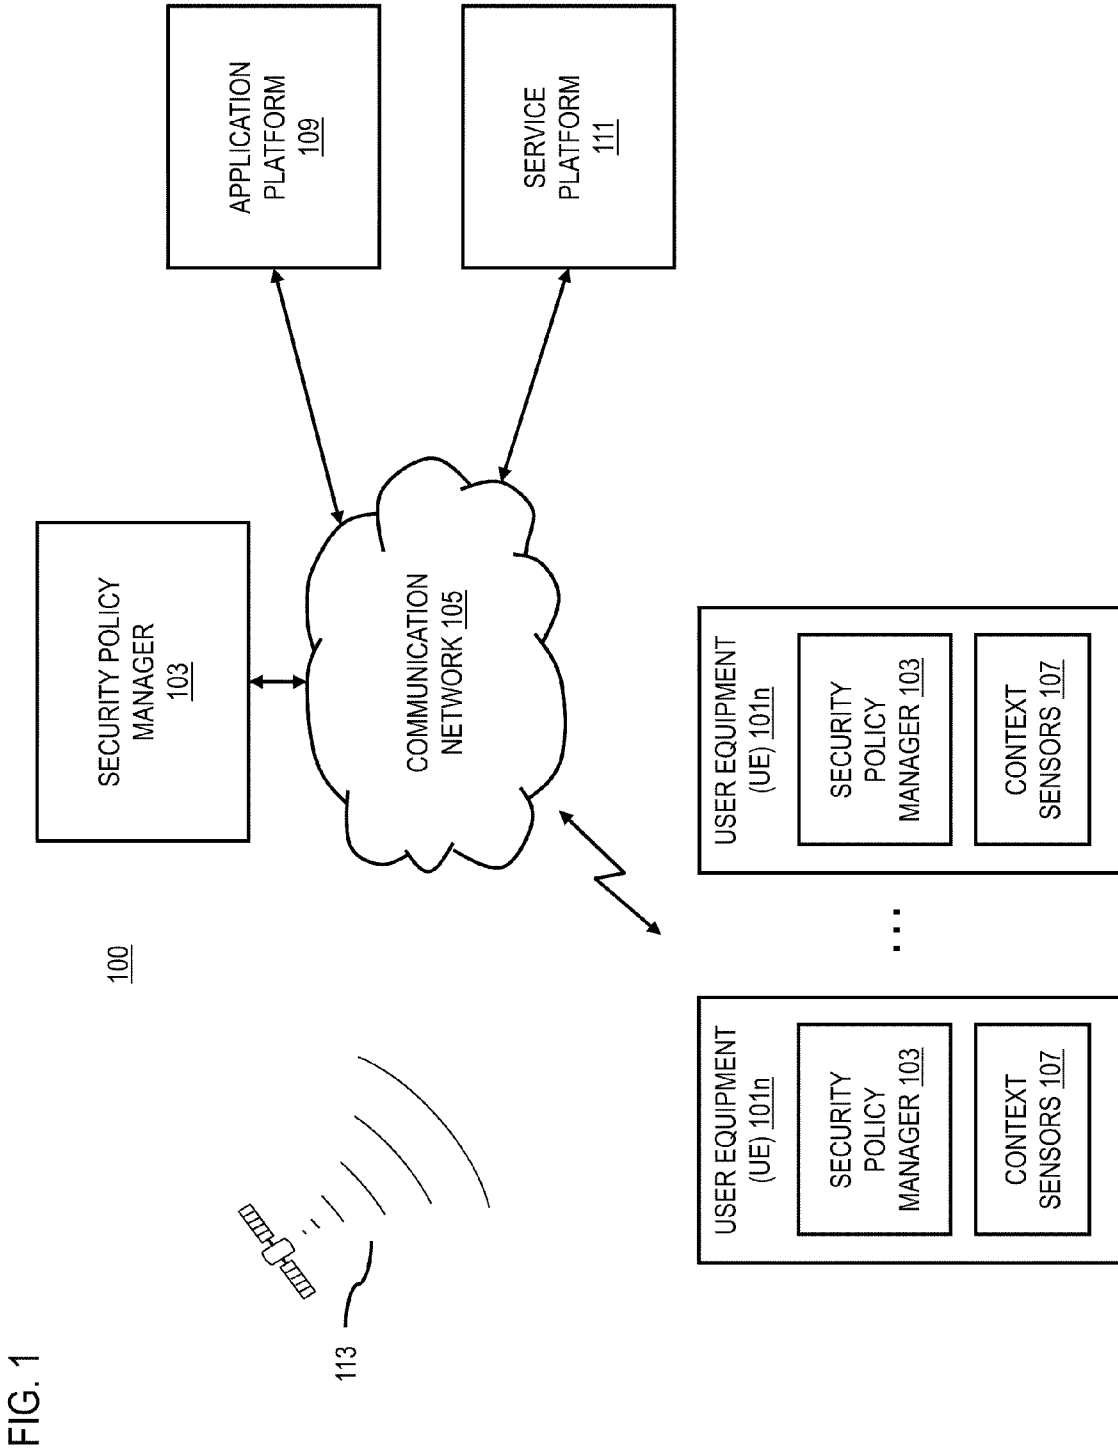 FIG. 1
100
113
SECURITY POLICY
MANAGER
103
APPLICATION
PLATFORM
109
COMMUNICATION
NETWORK 105
SERVICE
PLATFORM
111
USER EQUIPMENT
(UE) 101n
SECURITY
POLICY
MANAGER 103
CONTEXT
SENSORS 107
...
USER EQUIPMENT
(UE) 101n
SECURITY
POLICY
MANAGER 103
CONTEXT
SENSORS 107